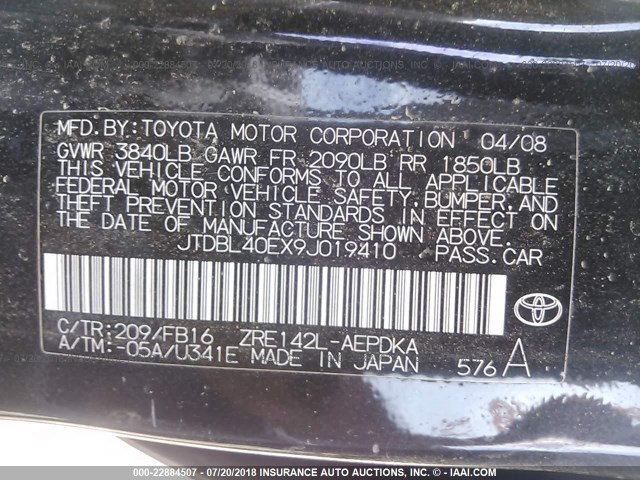 MFD.BY:TOYOTA MOTOR CORPORATION 04/08
GVWR 3840LB GAWR FR 2090LB RR 1850LB
THIS VEHICLE CONFORMS TO ALL APPLICABLE
FEDERAL MOTOR VEHICLE SAFETY,BUMPER,AND
THEFT PREVENTION STANDARDS IN EFFECT ON
THE DATE OF MANUFACTURE SHOWN ABOVE.
JTDBL40EX9J019410 PASS.CAR
C/TR:209/FB16 ZRE142L-AEPDKA
A/TM:-05A/U341E MADE IN JAPAN
576 A
000-22884507 - 07/20/2018 - INSURANCE AUTO AUCTIONS INC. - © - IAAI.COM